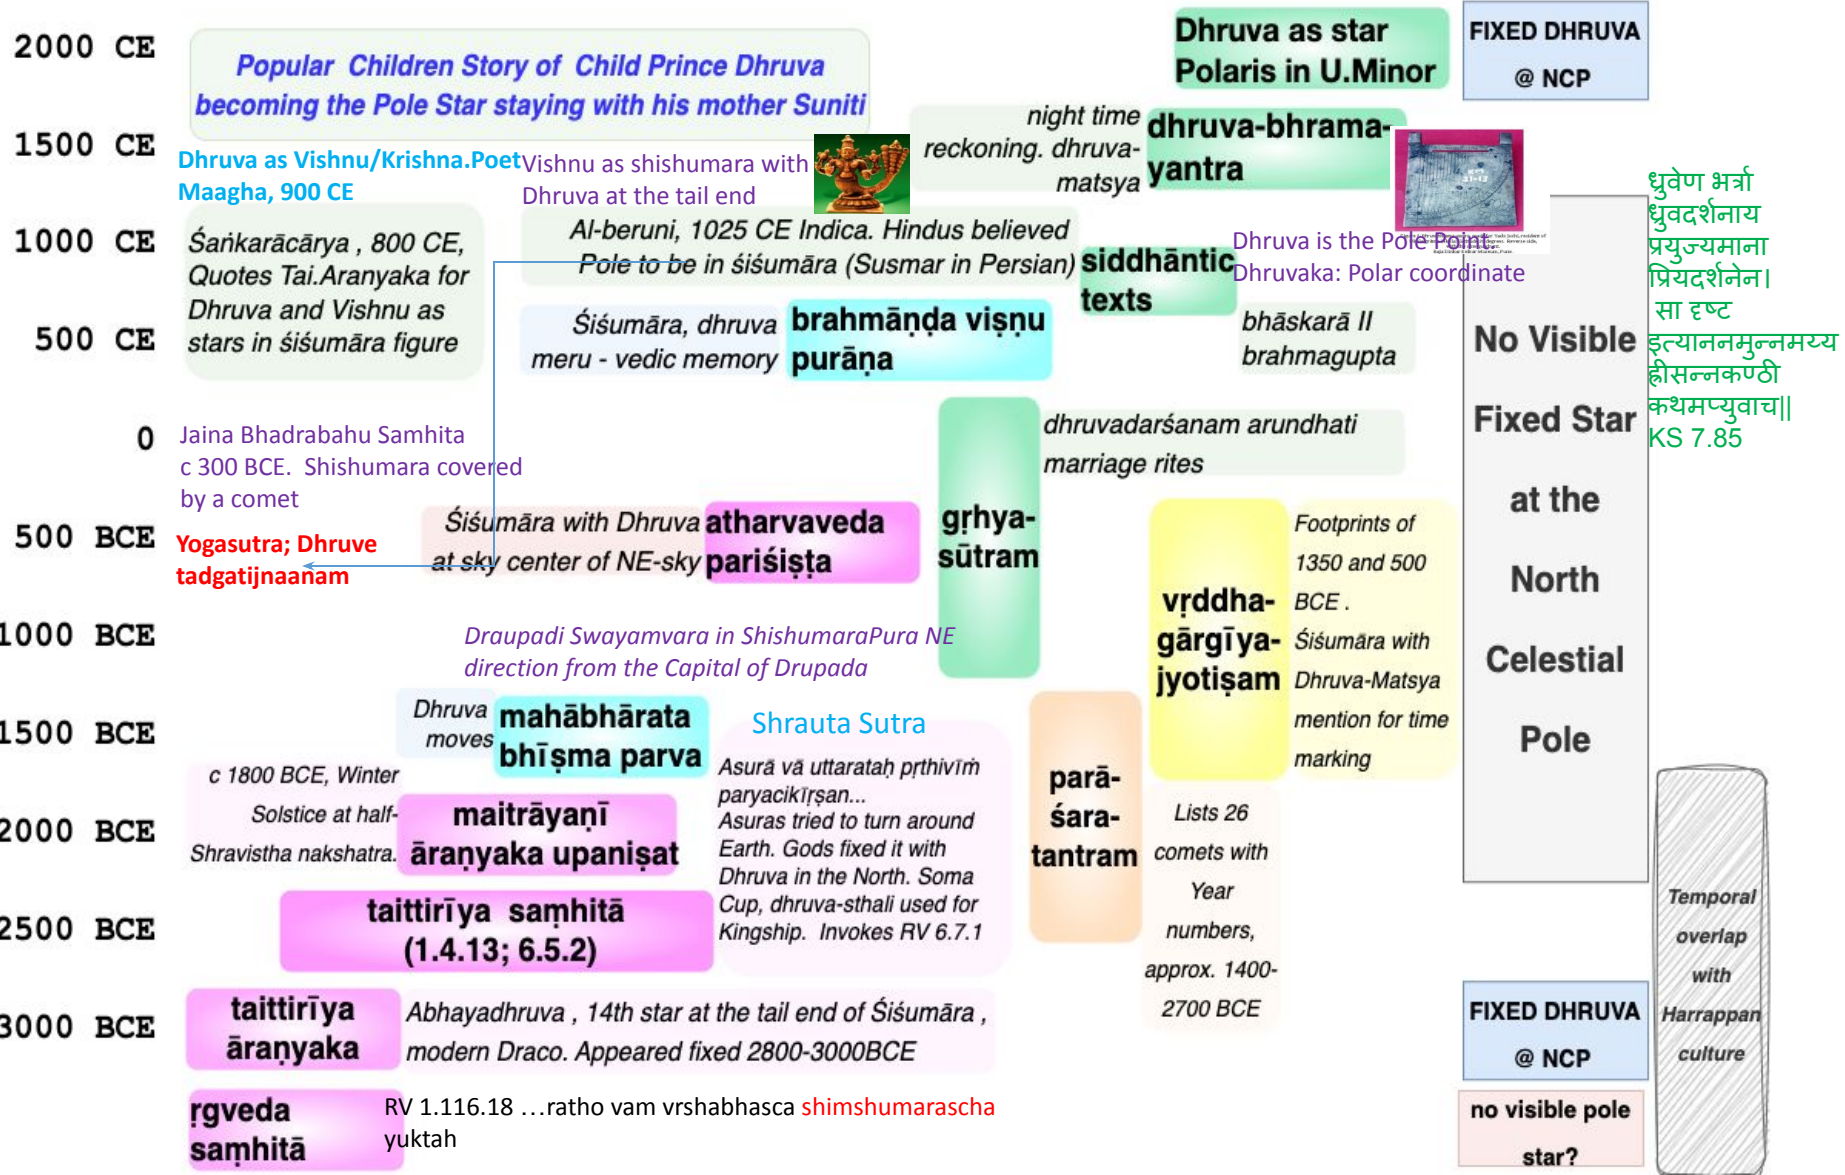 2000 CE
1500 CE
1000 CE
500 CE
0
500 BCE
1000 BCE
1500 BCE
2000 BCE
2500 BCE
3000 BCE
Popular Children Story of Child Prince Dhruva
becoming the Pole Star staying with his mother Suniti
Dhruva as star
Polaris in U.Minor
FIXED DHRUVA
@ NCP
night time
reckoning. dhruva-
matsya
dhruva-bhrama-
yantra
Dhruva as Vishnu/Krishna.Poet
Maagha, 900 CE
Vishnu as shishumara with
Dhruva at the tail end
Śaṅkarācārya , 800 CE,
Quotes Tai.Aranyaka for
Dhruva and Vishnu as
stars in śiśumāra figure
Al-beruni, 1025 CE Indica. Hindus believed
Pole to be in śiśumāra (Susmar in Persian)
siddhāntic
texts
Dhruva is the Pole Point.
Dhruvaka: Polar coordinate
Śiśumāra, dhruva
meru - vedic memory
brahmāṇḍa viṣṇu
purāṇa
bhāskarā II
brahmagupta
No Visible
Fixed Star
at the
North
Celestial
Pole
ध्रुवेण भर्त्रा
ध्रुवदर्शनाय
प्रयुज्यमाना
प्रियदर्शनेन।
सा दृष्ट
इत्याननमुन्नमय्य
ह्रीसन्नकण्ठी
कथमप्युवाच||
KS 7.85
Jaina Bhadrabahu Samhita
c 300 BCE. Shishumara covered
by a comet
dhruvadarśanam arundhati
marriage rites
gṛhya-
sūtram
Yogasutra; Dhruve
tadgatijnaanam
Śiśumāra with Dhruva
at sky center of NE-sky
atharvaveda
pariśiṣṭa
vṛddha-
gārgīya-
jyotiṣam
Footprints of
1350 and 500
BCE .
Śiśumāra with
Dhruva-Matsya
mention for time
marking
Draupadi Swayamvara in ShishumaraPura NE
direction from the Capital of Drupada
Dhruva
moves
mahābhārata
bhīṣma parva
Shrauta Sutra
Asurā vā uttarataḥ pṛthivīṁ
paryacikīrṣan...
Asuras tried to turn around
Earth. Gods fixed it with
Dhruva in the North. Soma
Cup, dhruva-sthali used for
Kingship. Invokes RV 6.7.1
parā-
śara-
tantram
Lists 26
comets with
Year
numbers,
approx. 1400-
2700 BCE
c 1800 BCE, Winter
Solstice at half-
Shravistha nakshatra.
maitrāyaṇī
āraṇyaka upaniṣat
taittirīya saṃhitā
(1.4.13; 6.5.2)
taittirīya
āraṇyaka
Abhayadhruva , 14th star at the tail end of Śiśumāra ,
modern Draco. Appeared fixed 2800-3000BCE
FIXED DHRUVA
@ NCP
Temporal
overlap
with
Harrappan
culture
ṛgveda
saṃhitā
RV 1.116.18 …ratho vam vrshabhasca shimshumarascha
yuktah
no visible pole
star?